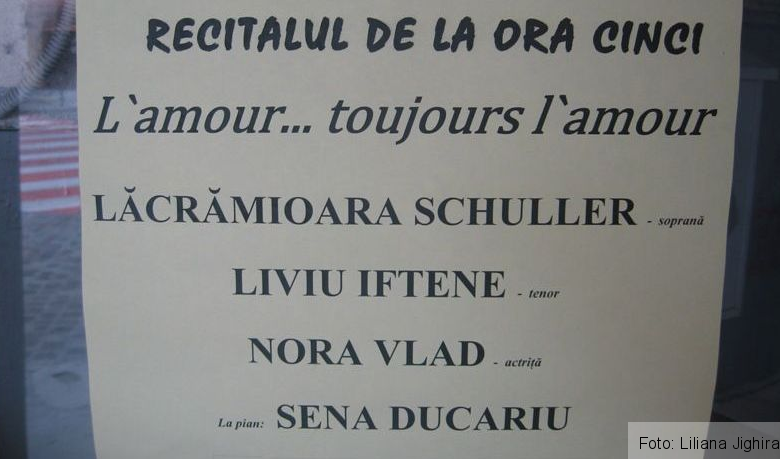 RECITALUL DE LA ORA CINCI
L`amour... toujours l`amour
LĂCRĂMIOARA SCHULLER - soprană
LIVIU IFTENE - tenor
NORA VLAD - actriță
La pian: SENA DUCARIU
Foto: Liliana Jighira